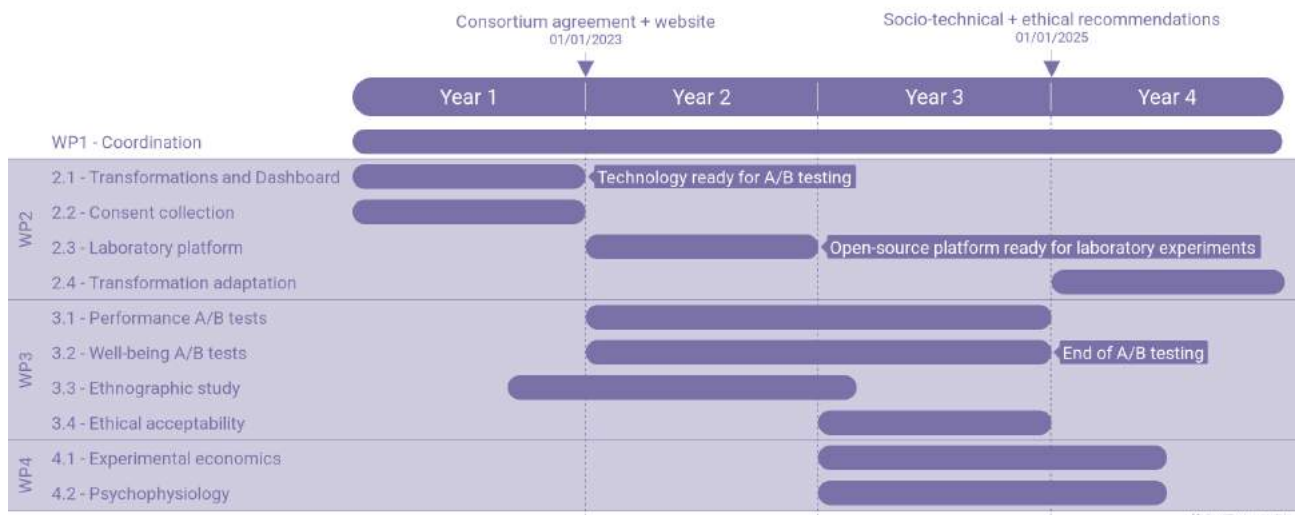 Consortium agreement + website
01/01/2023
Socio-technical + ethical recommendations
01/01/2025
Year 1
Year 2
Year 3
Year 4
WP1 - Coordination
WP2
2.1 - Transformations and Dashboard
Technology ready for A/B testing
2.2 - Consent collection
2.3 - Laboratory platform
Open-source platform ready for laboratory experiments
2.4 - Transformation adaptation
WP3
3.1 - Performance A/B tests
3.2 - Well-being A/B tests
End of A/B testing
3.3 - Ethnographic study
3.4 - Ethical acceptability
WP4
4.1 - Experimental economics
4.2 - Psychophysiology